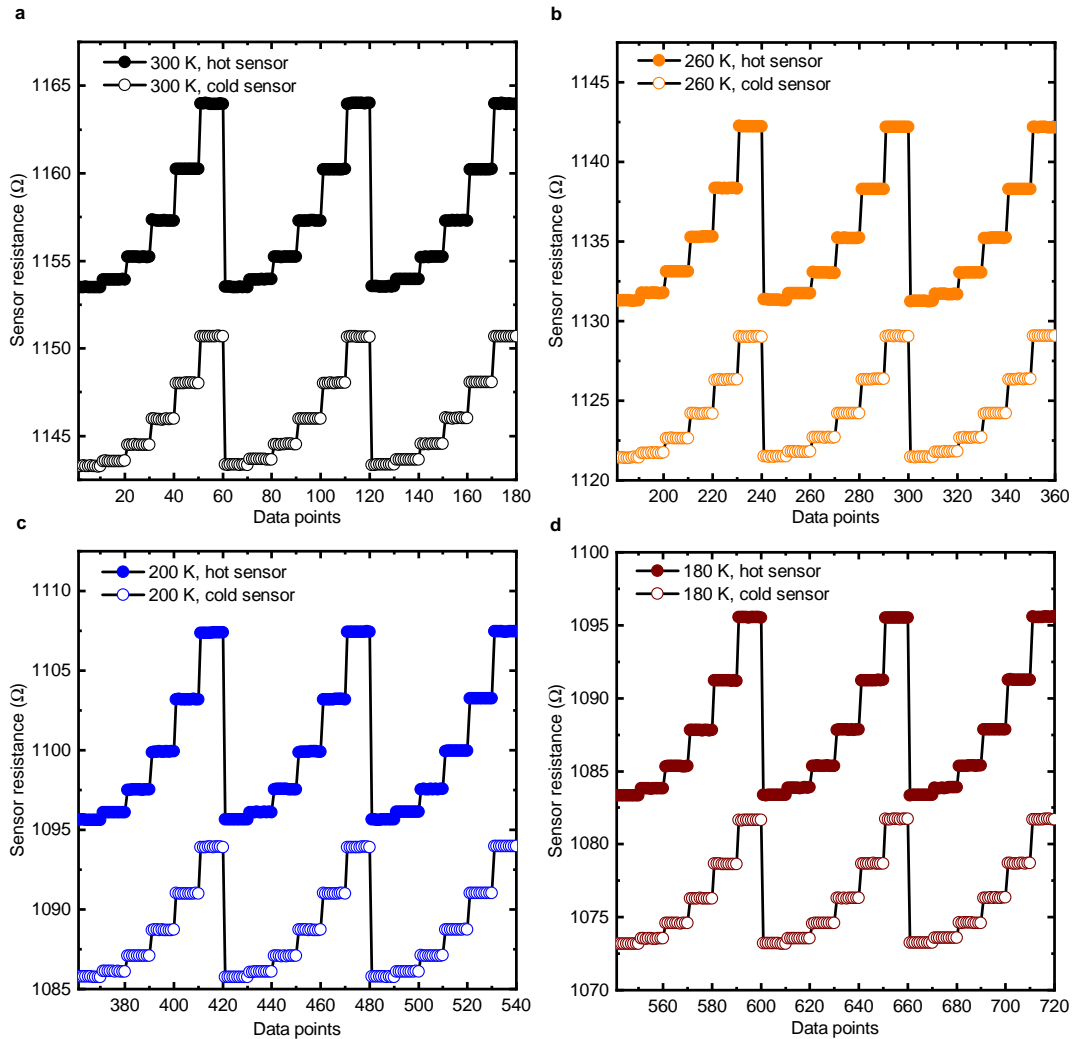 a
300 K, hot sensor
300 K, cold sensor
1165
1160
1155
1150
1145
Sensor resistance (Ω)
20 40 60 80 100 120 140 160 180
Data points
b
260 K, hot sensor
260 K, cold sensor
1145
1140
1135
1130
1125
1120
Sensor resistance (Ω)
200 220 240 260 280 300 320 340 360
Data points
c
200 K, hot sensor
200 K, cold sensor
1110
1105
1100
1095
1090
1085
Sensor resistance (Ω)
380 400 420 440 460 480 500 520 540
Data points
d
180 K, hot sensor
180 K, cold sensor
1100
1095
1090
1085
1080
1075
1070
Sensor resistance (Ω)
560 580 600 620 640 660 680 700 720
Data points